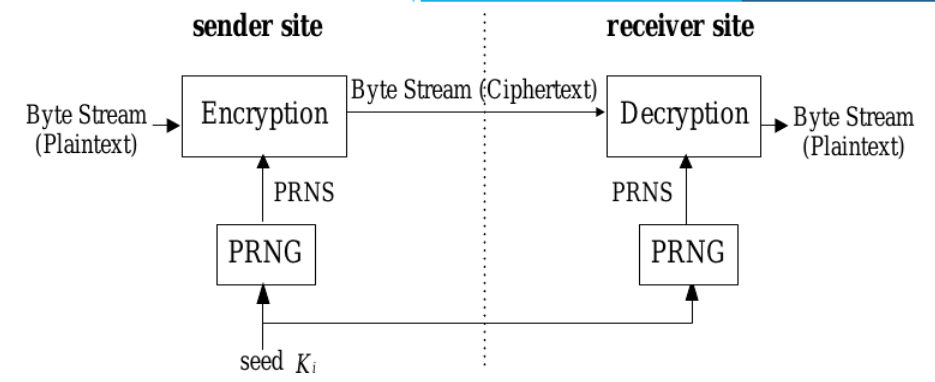 sender site
receiver site
Byte Stream
(Plaintext)
Encryption
Byte Stream (Ciphertext)
Decryption
Byte Stream
(Plaintext)
PRNS
PRNS
PRNG
PRNG
seed Ki